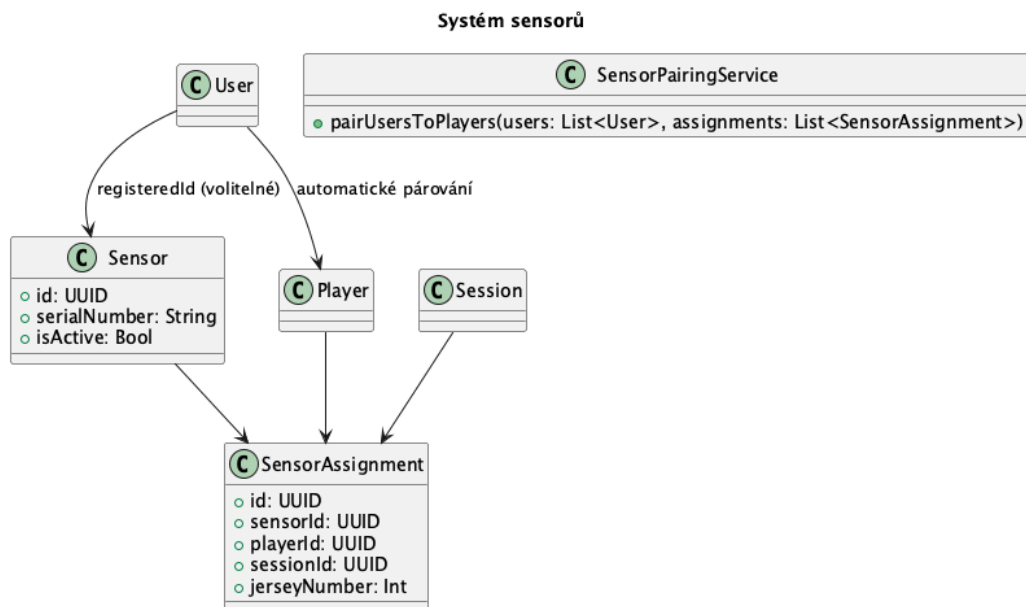 Systém sensorů
C User
C SensorPairingService
pairUsersToPlayers(users: List<User>, assignments: List<SensorAssignment>)
registeredId (volitelné)
automatické párování
C Sensor
id: UUID
serialNumber: String
isActive: Bool
C Player
C Session
C SensorAssignment
id: UUID
sensorId: UUID
playerId: UUID
sessionId: UUID
jerseyNumber: Int